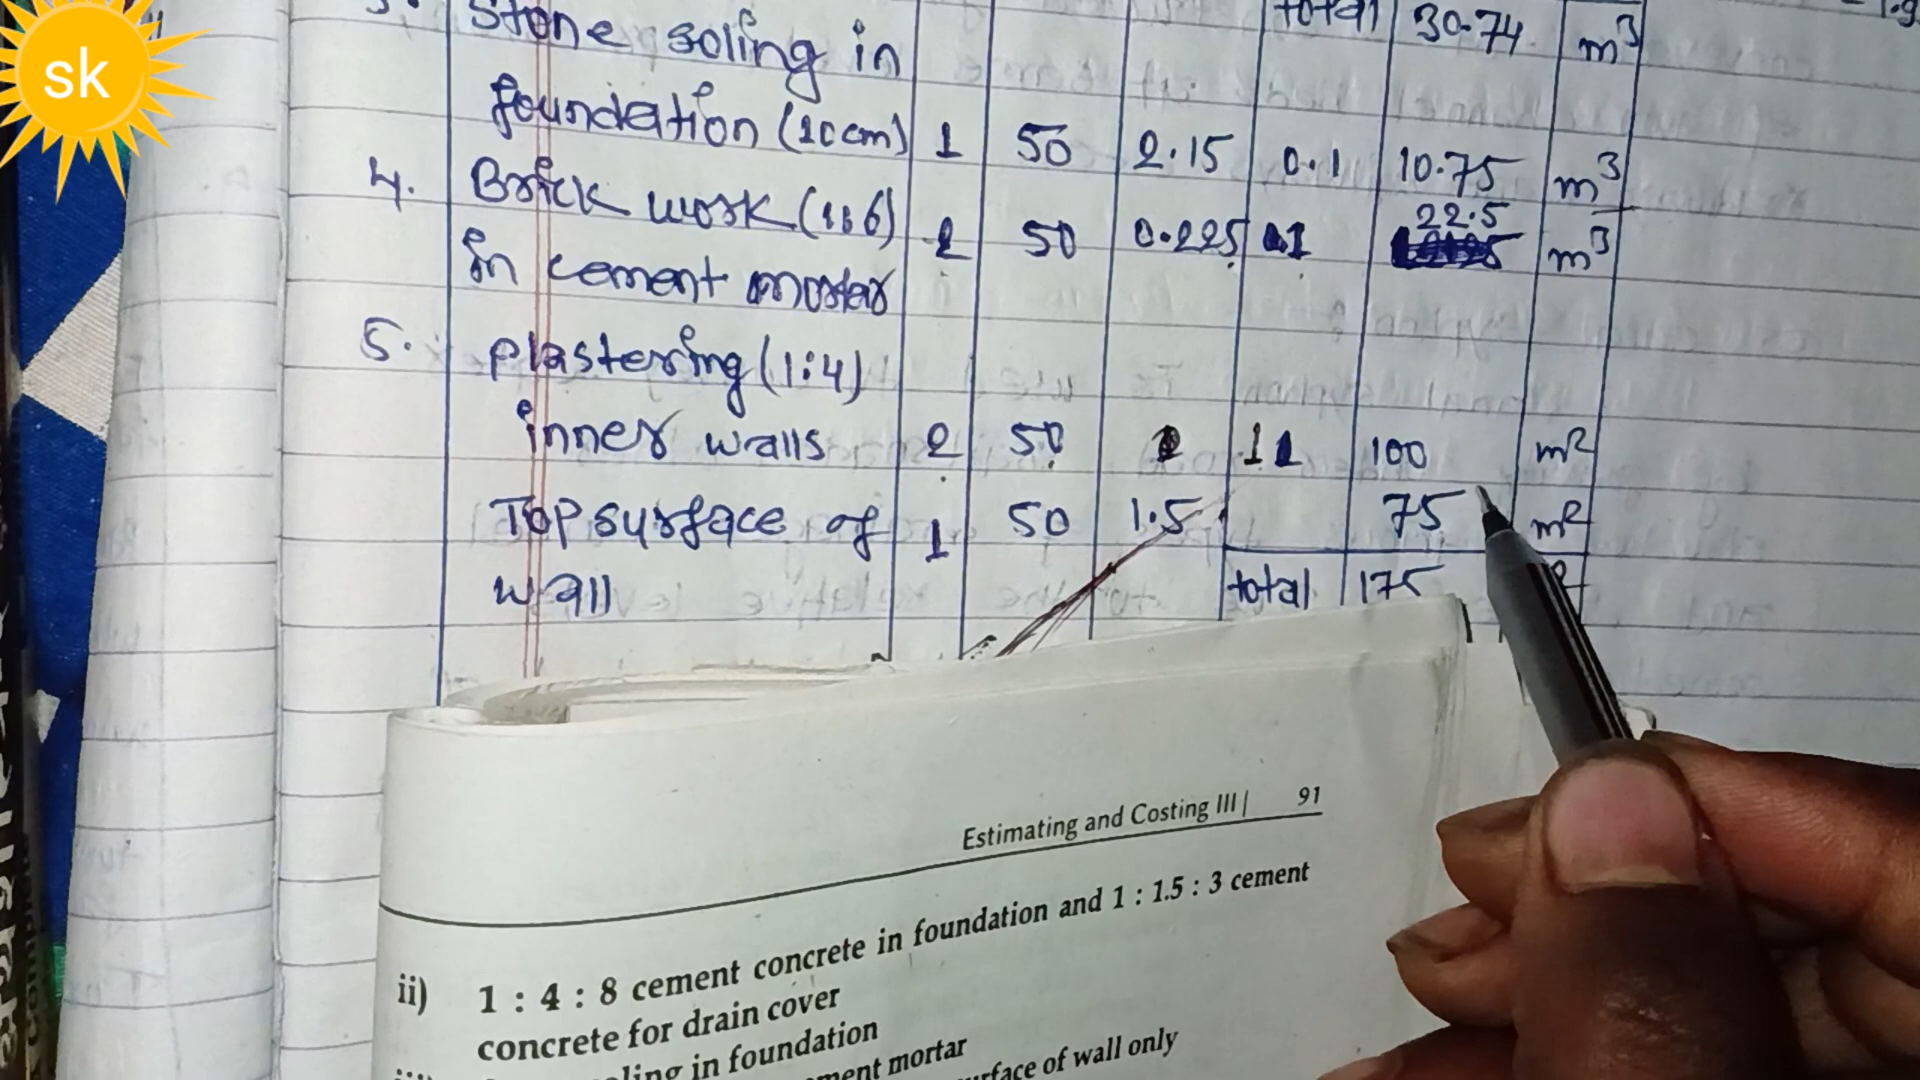 sk
total 30.74 m³
3. Stone soling in
foundation (10cm) 1 50 2.15 0.1 10.75 m³
4. Brick work (1:6) 2 50 0.225 1 22.5 m³
in cement mortar
5. plastering (1:4)
inner walls 2 50 1 100 m²
Top surface of 1 50 1.5 75 m²
wall total 175
Estimating and Costing III | 91
ii) 1 : 4 : 8 cement concrete in foundation and 1 : 1.5 : 3 cement
concrete for drain cover
in foundation
mortar
of wall only